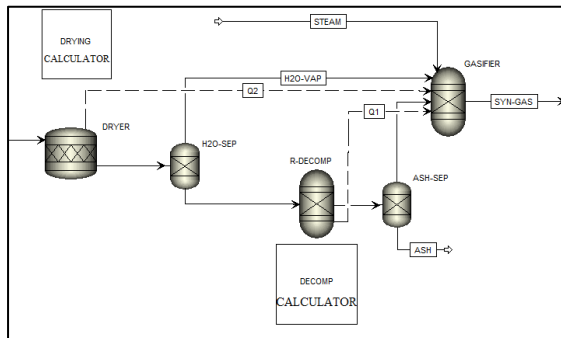 STEAM
DRYING
CALCULATOR
GASIFIER
H2O-VAP
Q2
Q1
SYN-GAS
DRYER
H2O-SEP
R-DECOMP
ASH-SEP
ASH
DECOMP
CALCULATOR